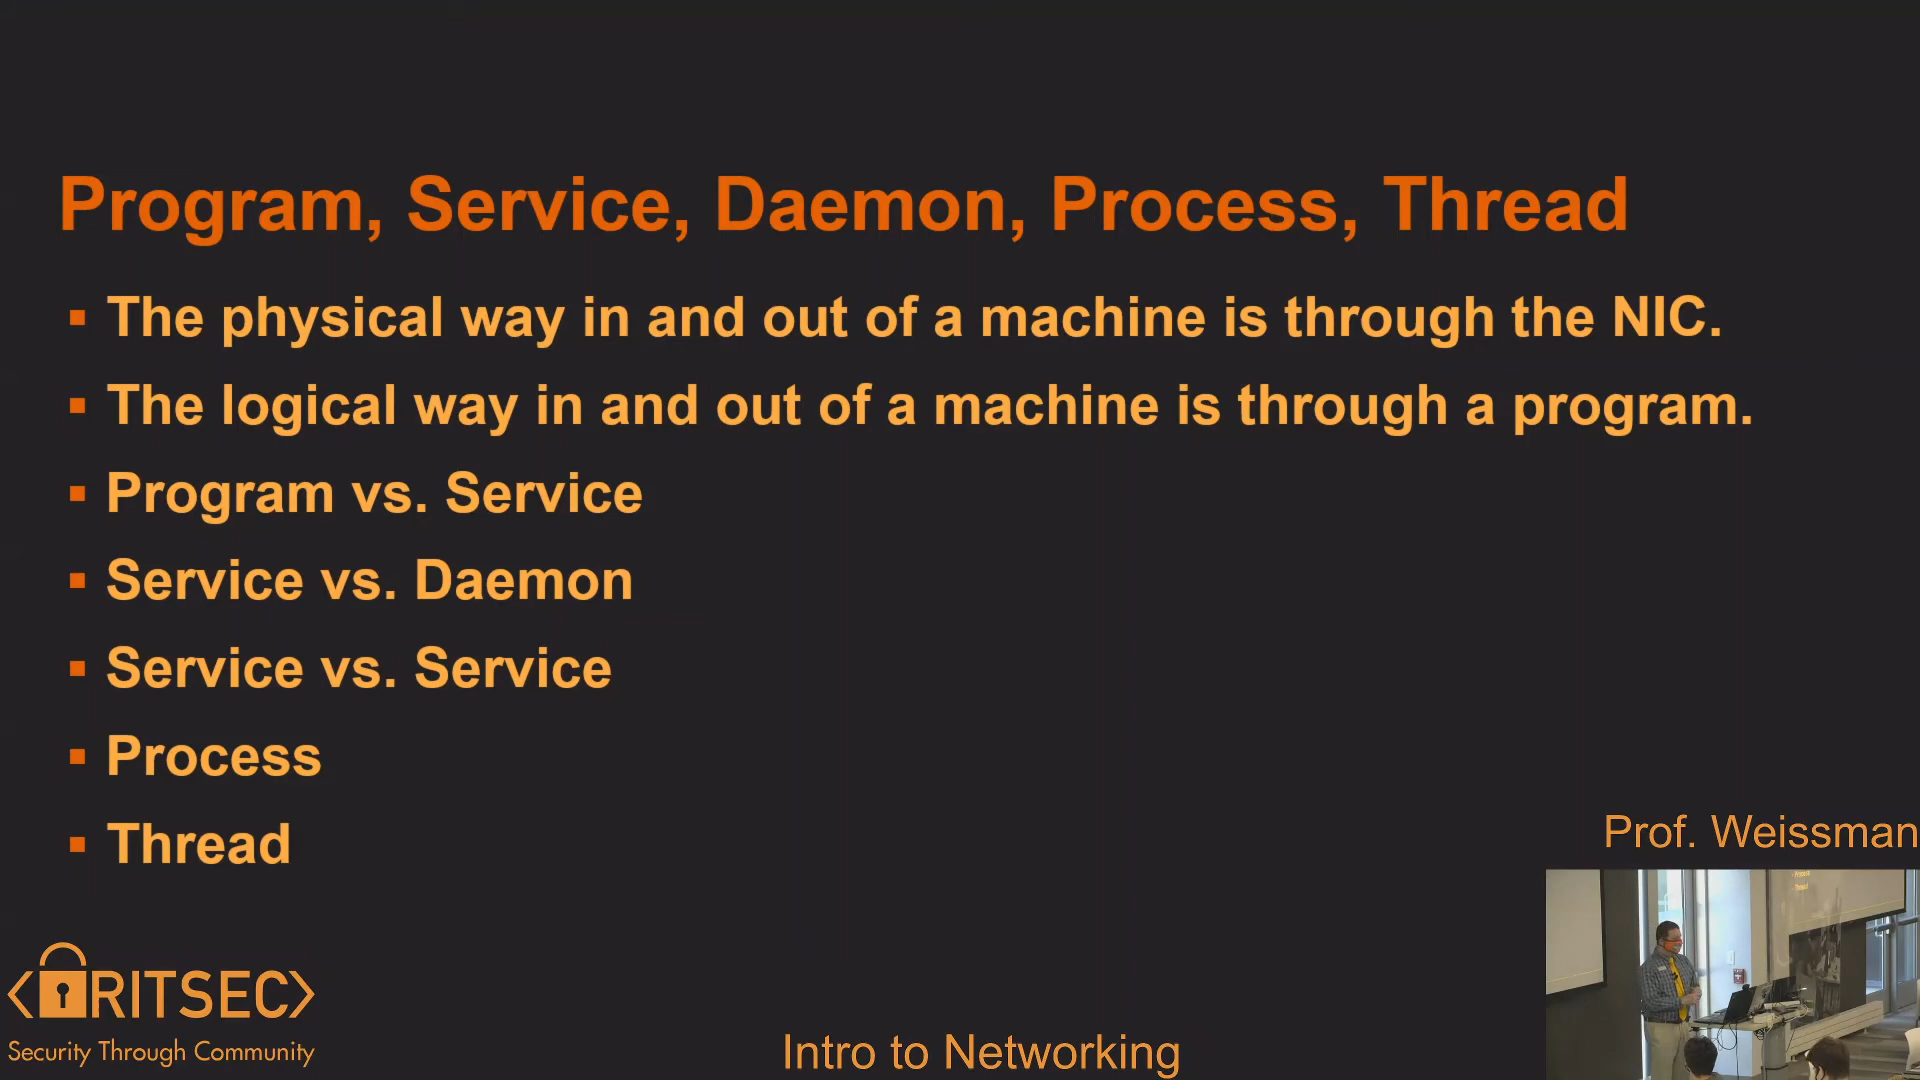 Program, Service, Daemon, Process, Thread
▪ The physical way in and out of a machine is through the NIC.
▪ The logical way in and out of a machine is through a program.
▪ Program vs. Service
▪ Service vs. Daemon
▪ Service vs. Service
▪ Process
▪ Thread
Prof. Weissman
Process
Thread
RITSEC
Security Through Community
Intro to Networking